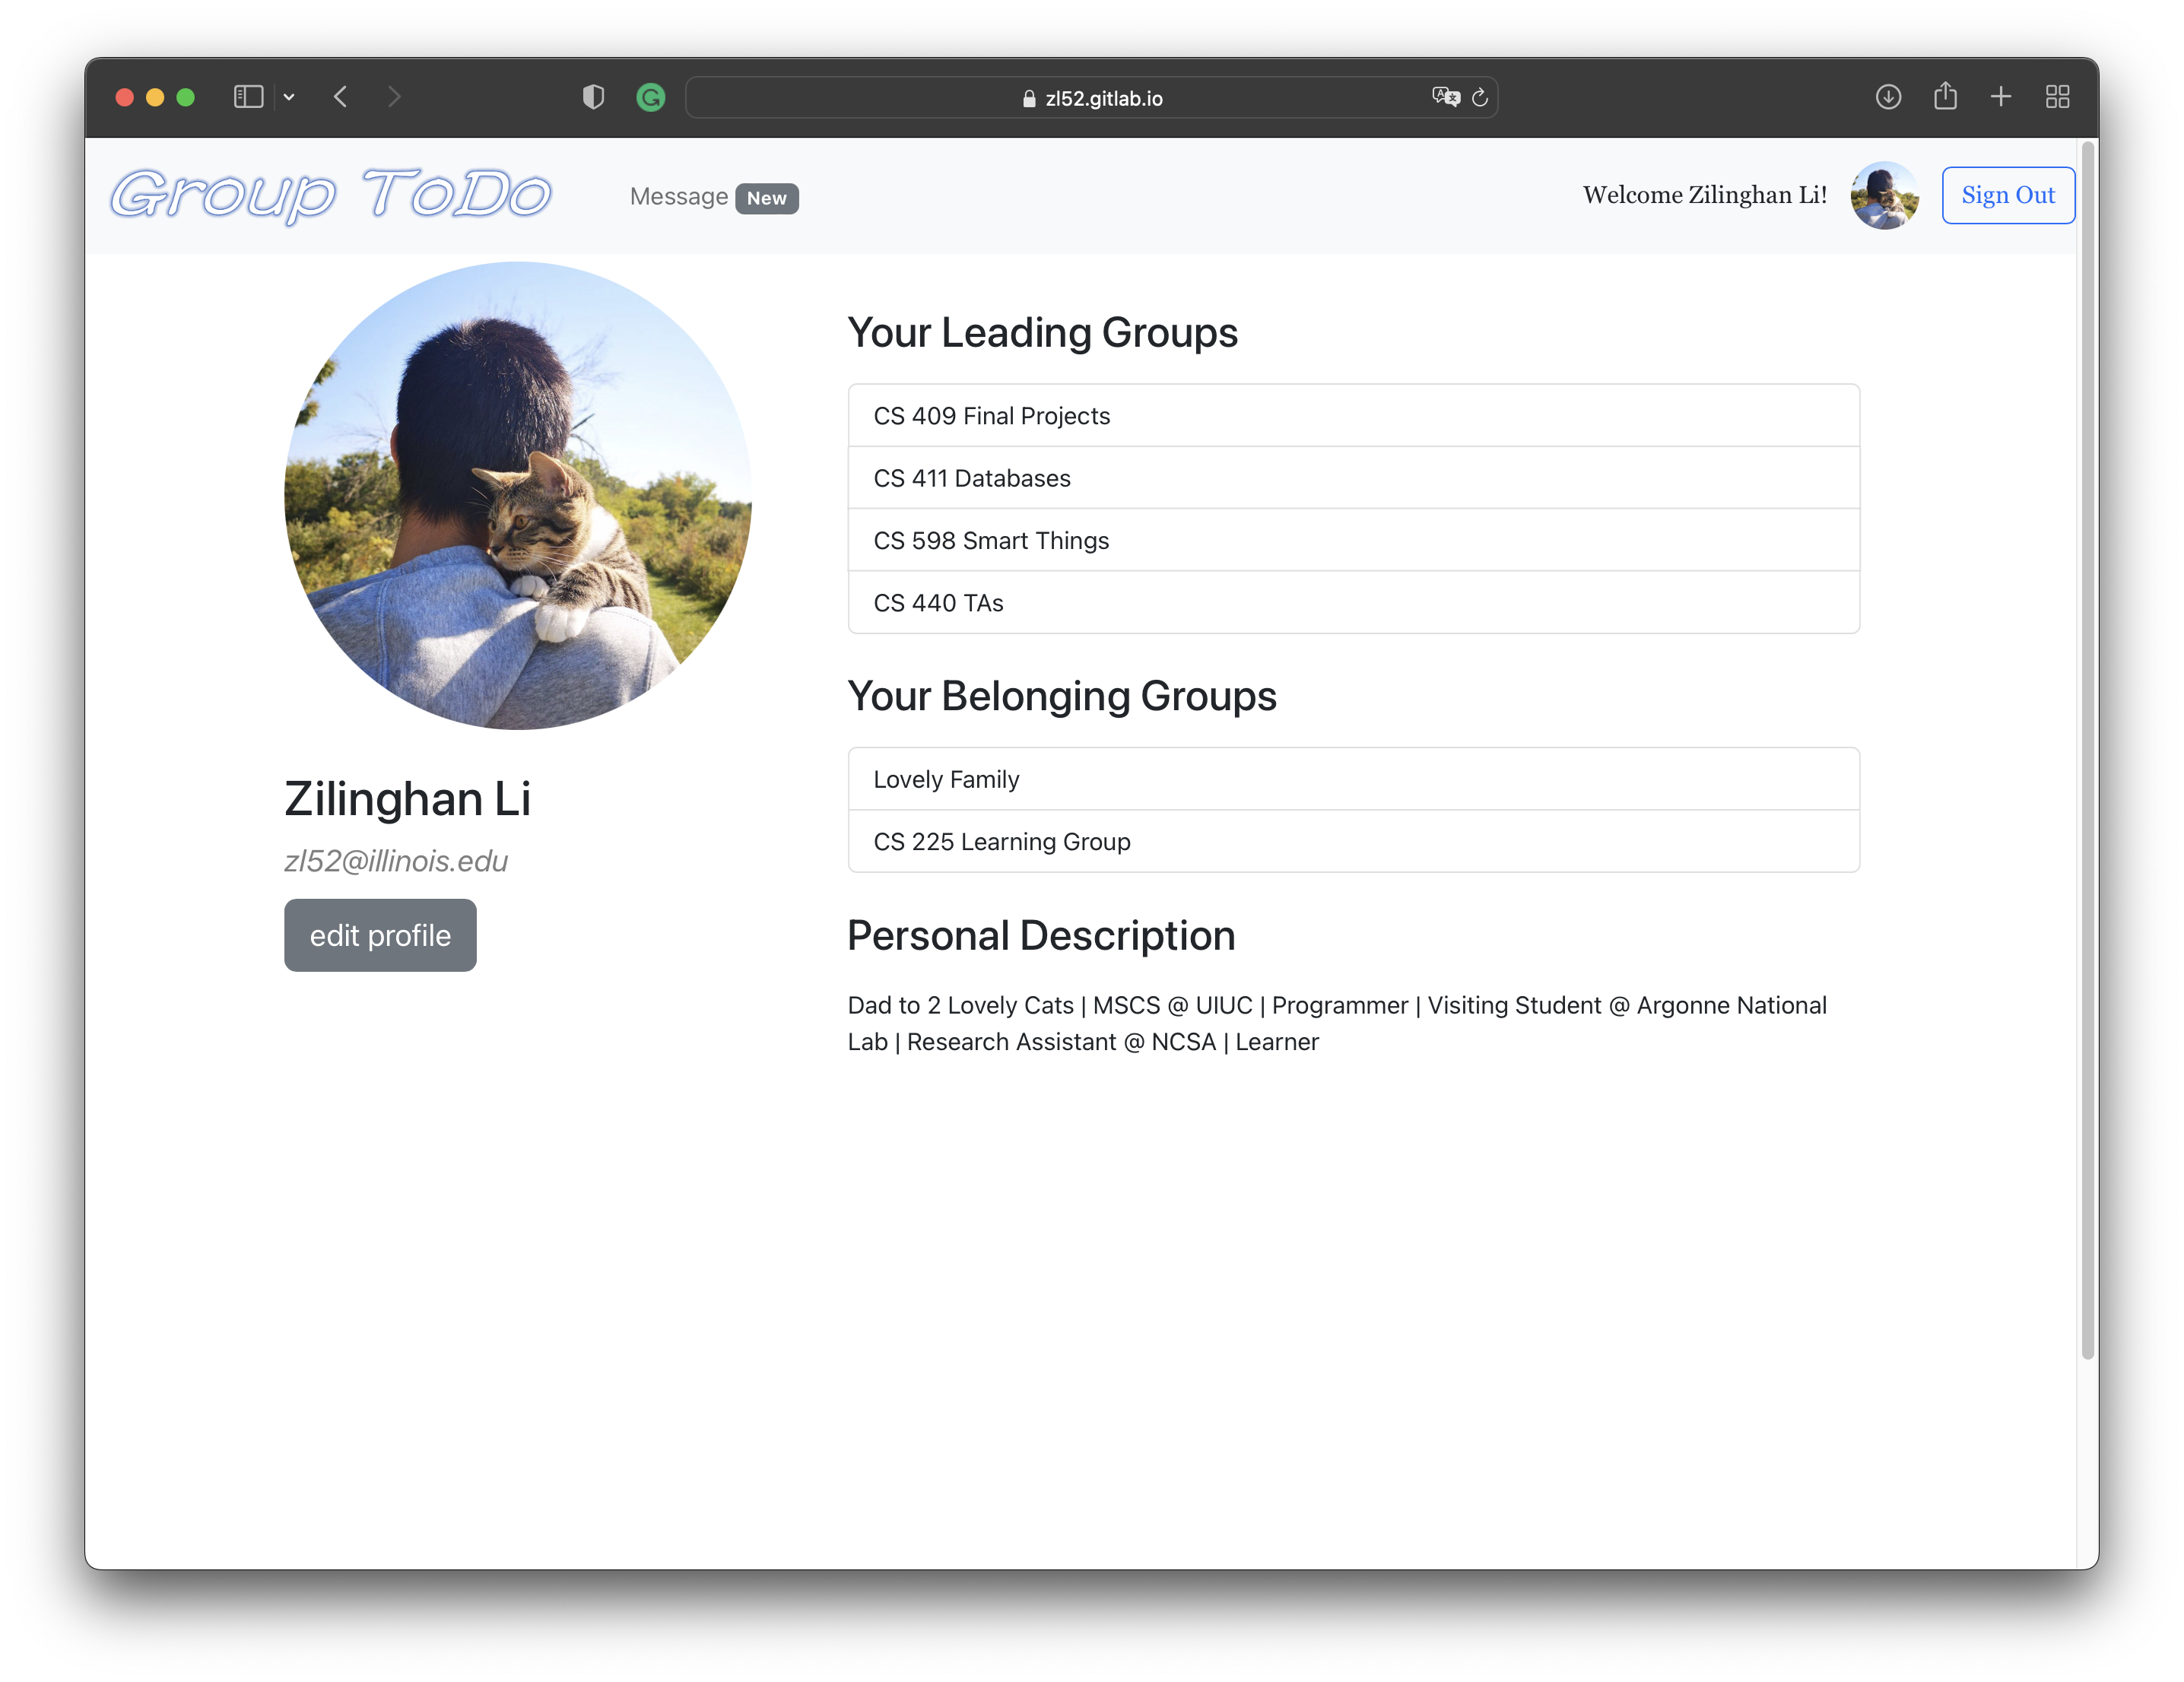 zl52.gitlab.io
Group ToDo
Message New
Welcome Zilinghan Li!
Sign Out
Your Leading Groups
CS 409 Final Projects
CS 411 Databases
CS 598 Smart Things
CS 440 TAs
Your Belonging Groups
Lovely Family
CS 225 Learning Group
Zilinghan Li
zl52@illinois.edu
edit profile
Personal Description
Dad to 2 Lovely Cats | MSCS @ UIUC | Programmer | Visiting Student @ Argonne National
Lab | Research Assistant @ NCSA | Learner